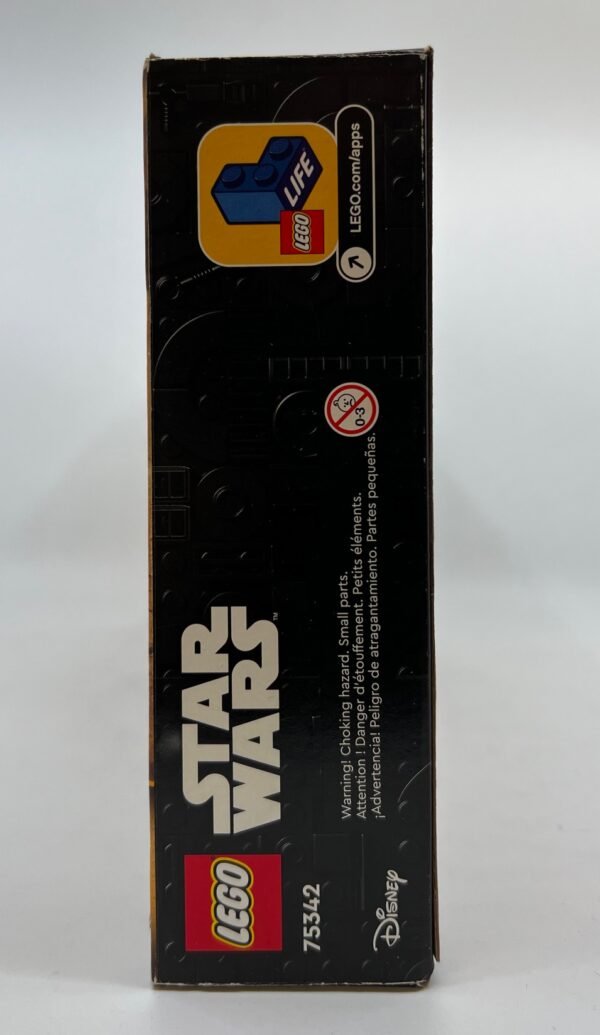 LEGO
STAR
WARS™
75342
Disney
Warning! Choking hazard. Small parts.
Attention ! Danger d'étouffement. Petits éléments.
¡Advertencia! Peligro de atragantamiento. Partes pequeñas.
0-3
LEGO
LIFE
LEGO.com/apps